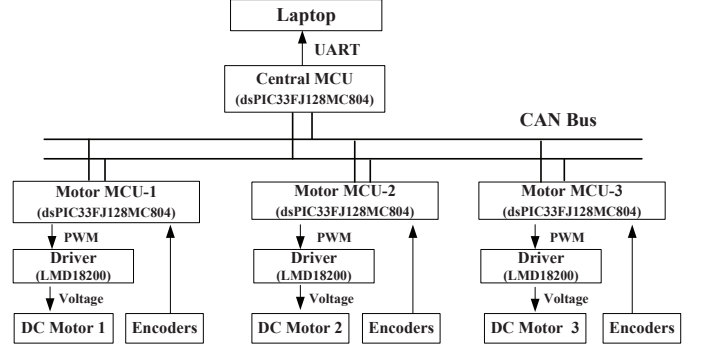 Laptop
UART
Central MCU
(dsPIC33FJ128MC804)
CAN Bus
Motor MCU-1
(dsPIC33FJ128MC804)
Motor MCU-2
(dsPIC33FJ128MC804)
Motor MCU-3
(dsPIC33FJ128MC804)
PWM
PWM
PWM
Driver
(LMD18200)
Driver
(LMD18200)
Driver
(LMD18200)
Voltage
Voltage
Voltage
DC Motor 1
Encoders
DC Motor 2
Encoders
DC Motor 3
Encoders